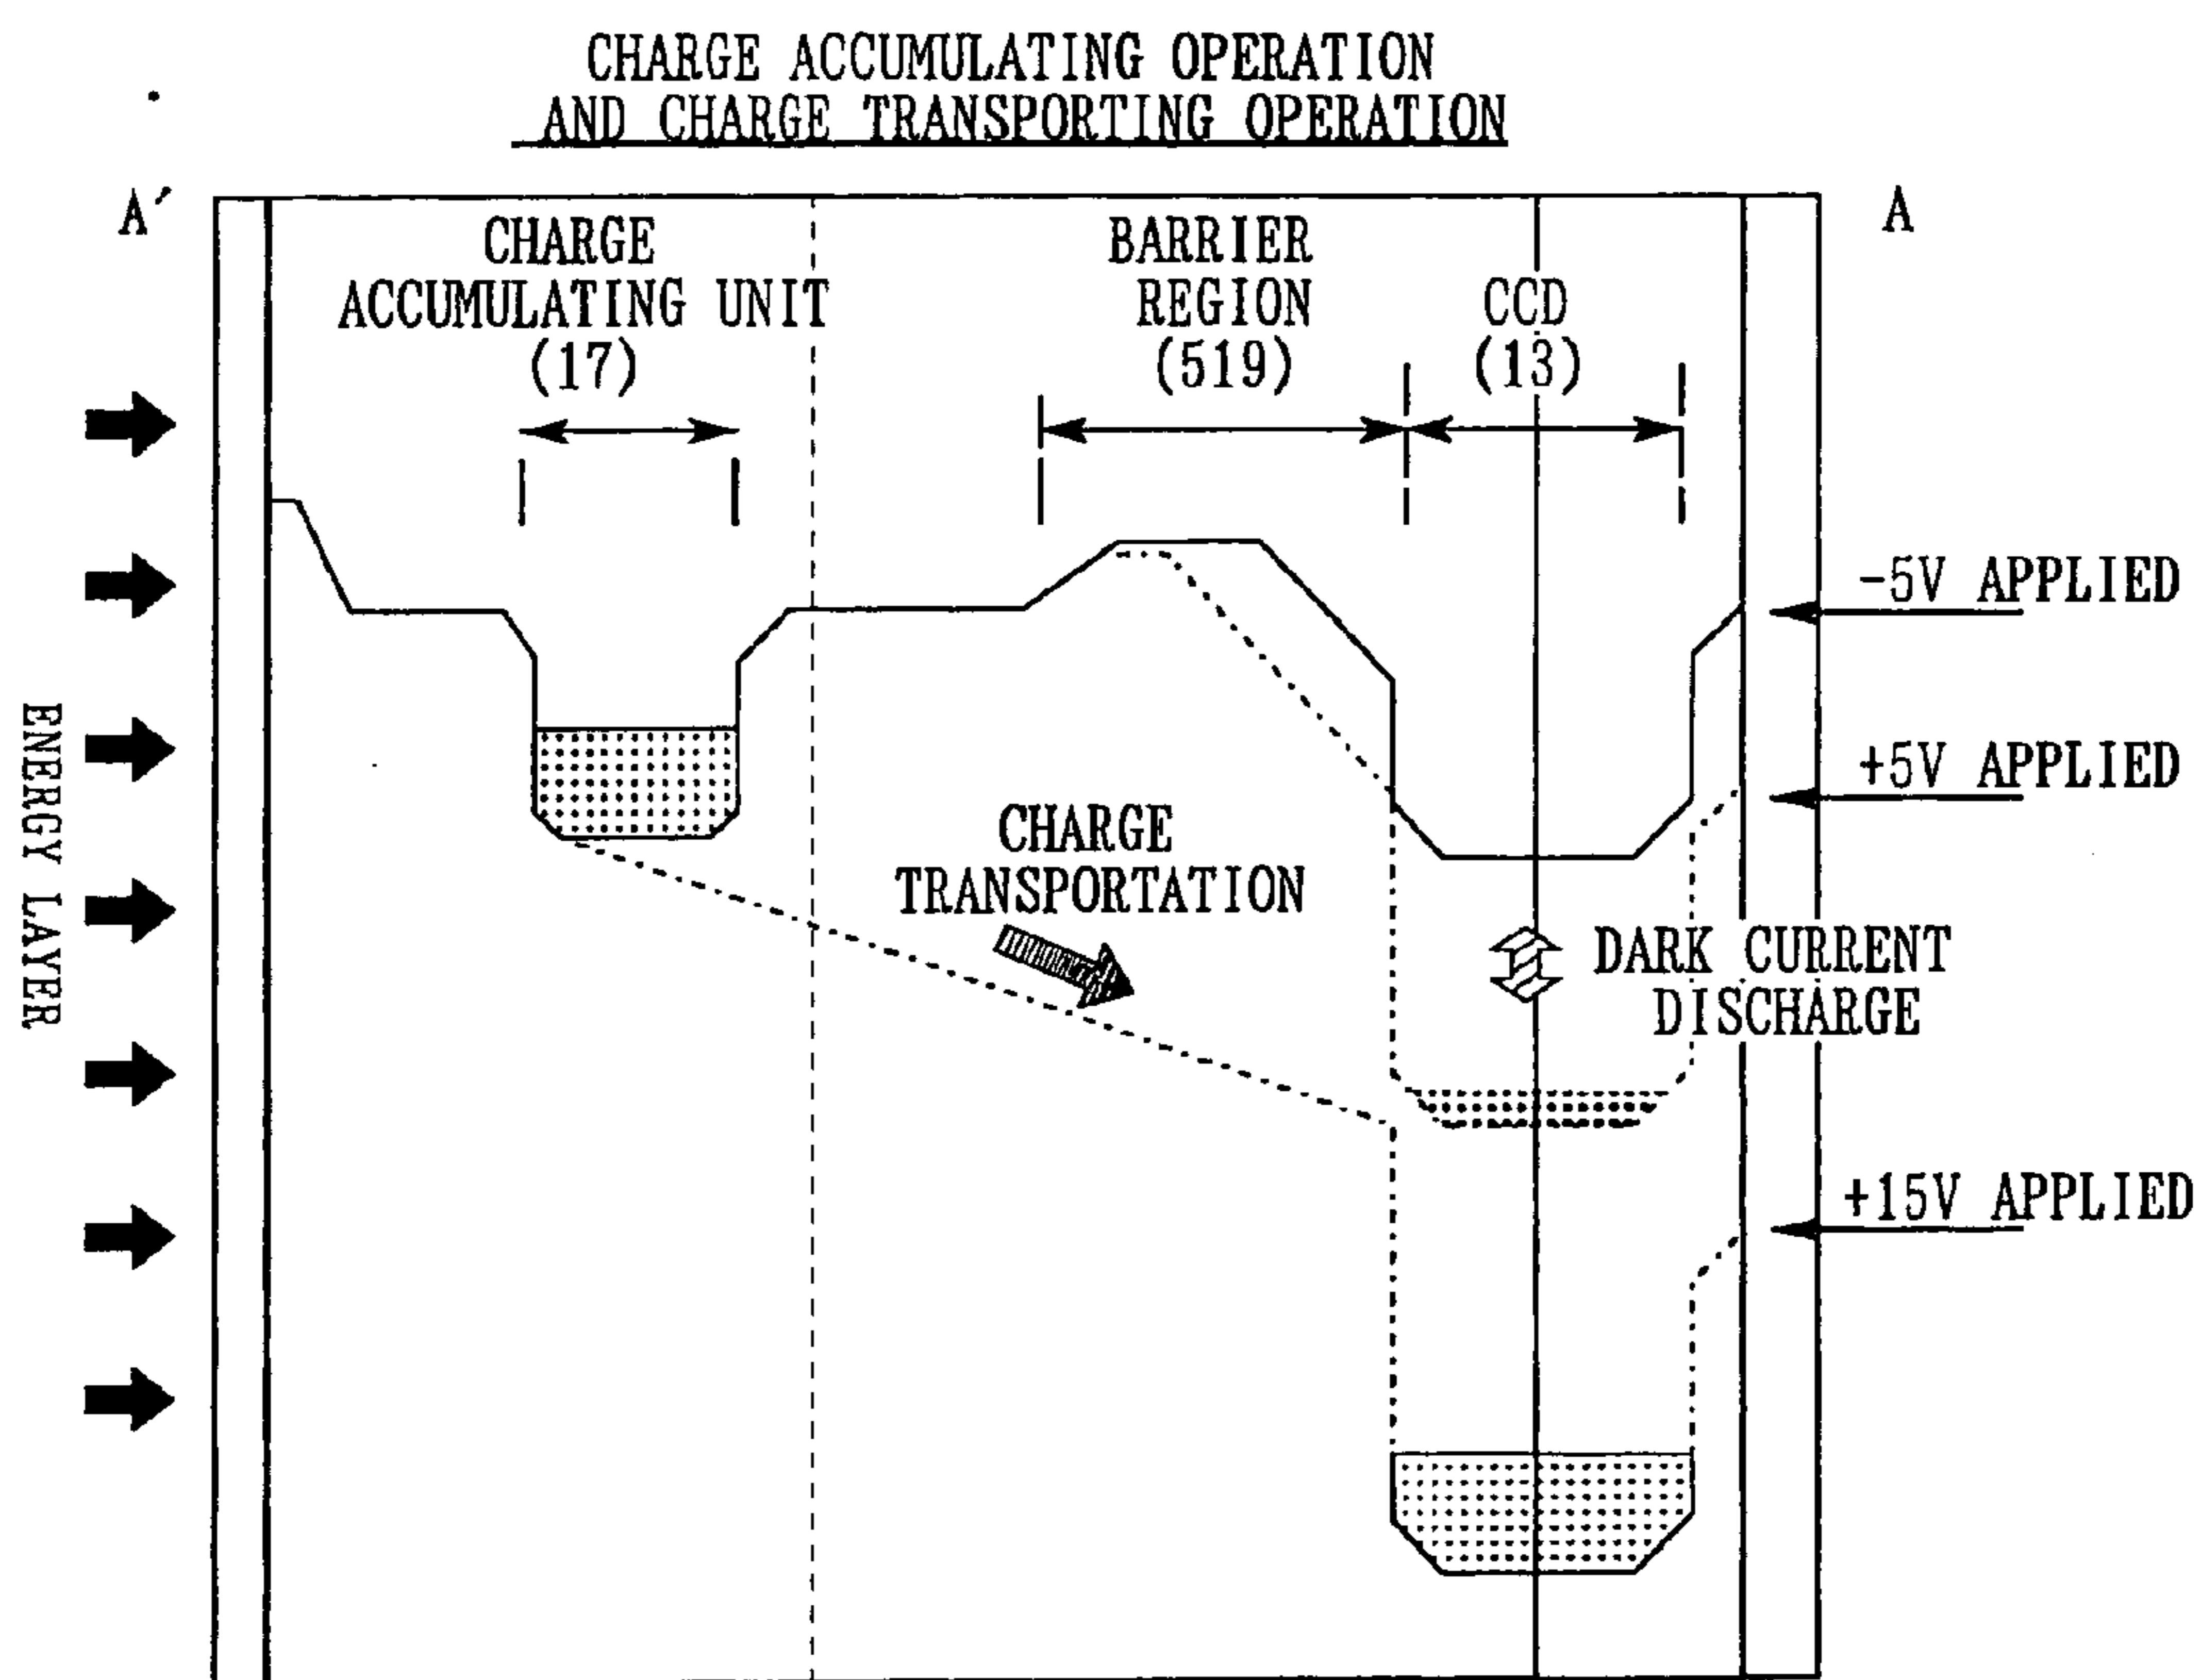 CHARGE ACCUMULATING OPERATION
AND CHARGE TRANSPORTING OPERATION
A′
A
CHARGE
ACCUMULATING UNIT
(17)
BARRIER
REGION
(519)
CCD
(13)
-5V APPLIED
+5V APPLIED
ENERGY LAYER
CHARGE
TRANSPORTATION
DARK CURRENT
DISCHARGE
+15V APPLIED